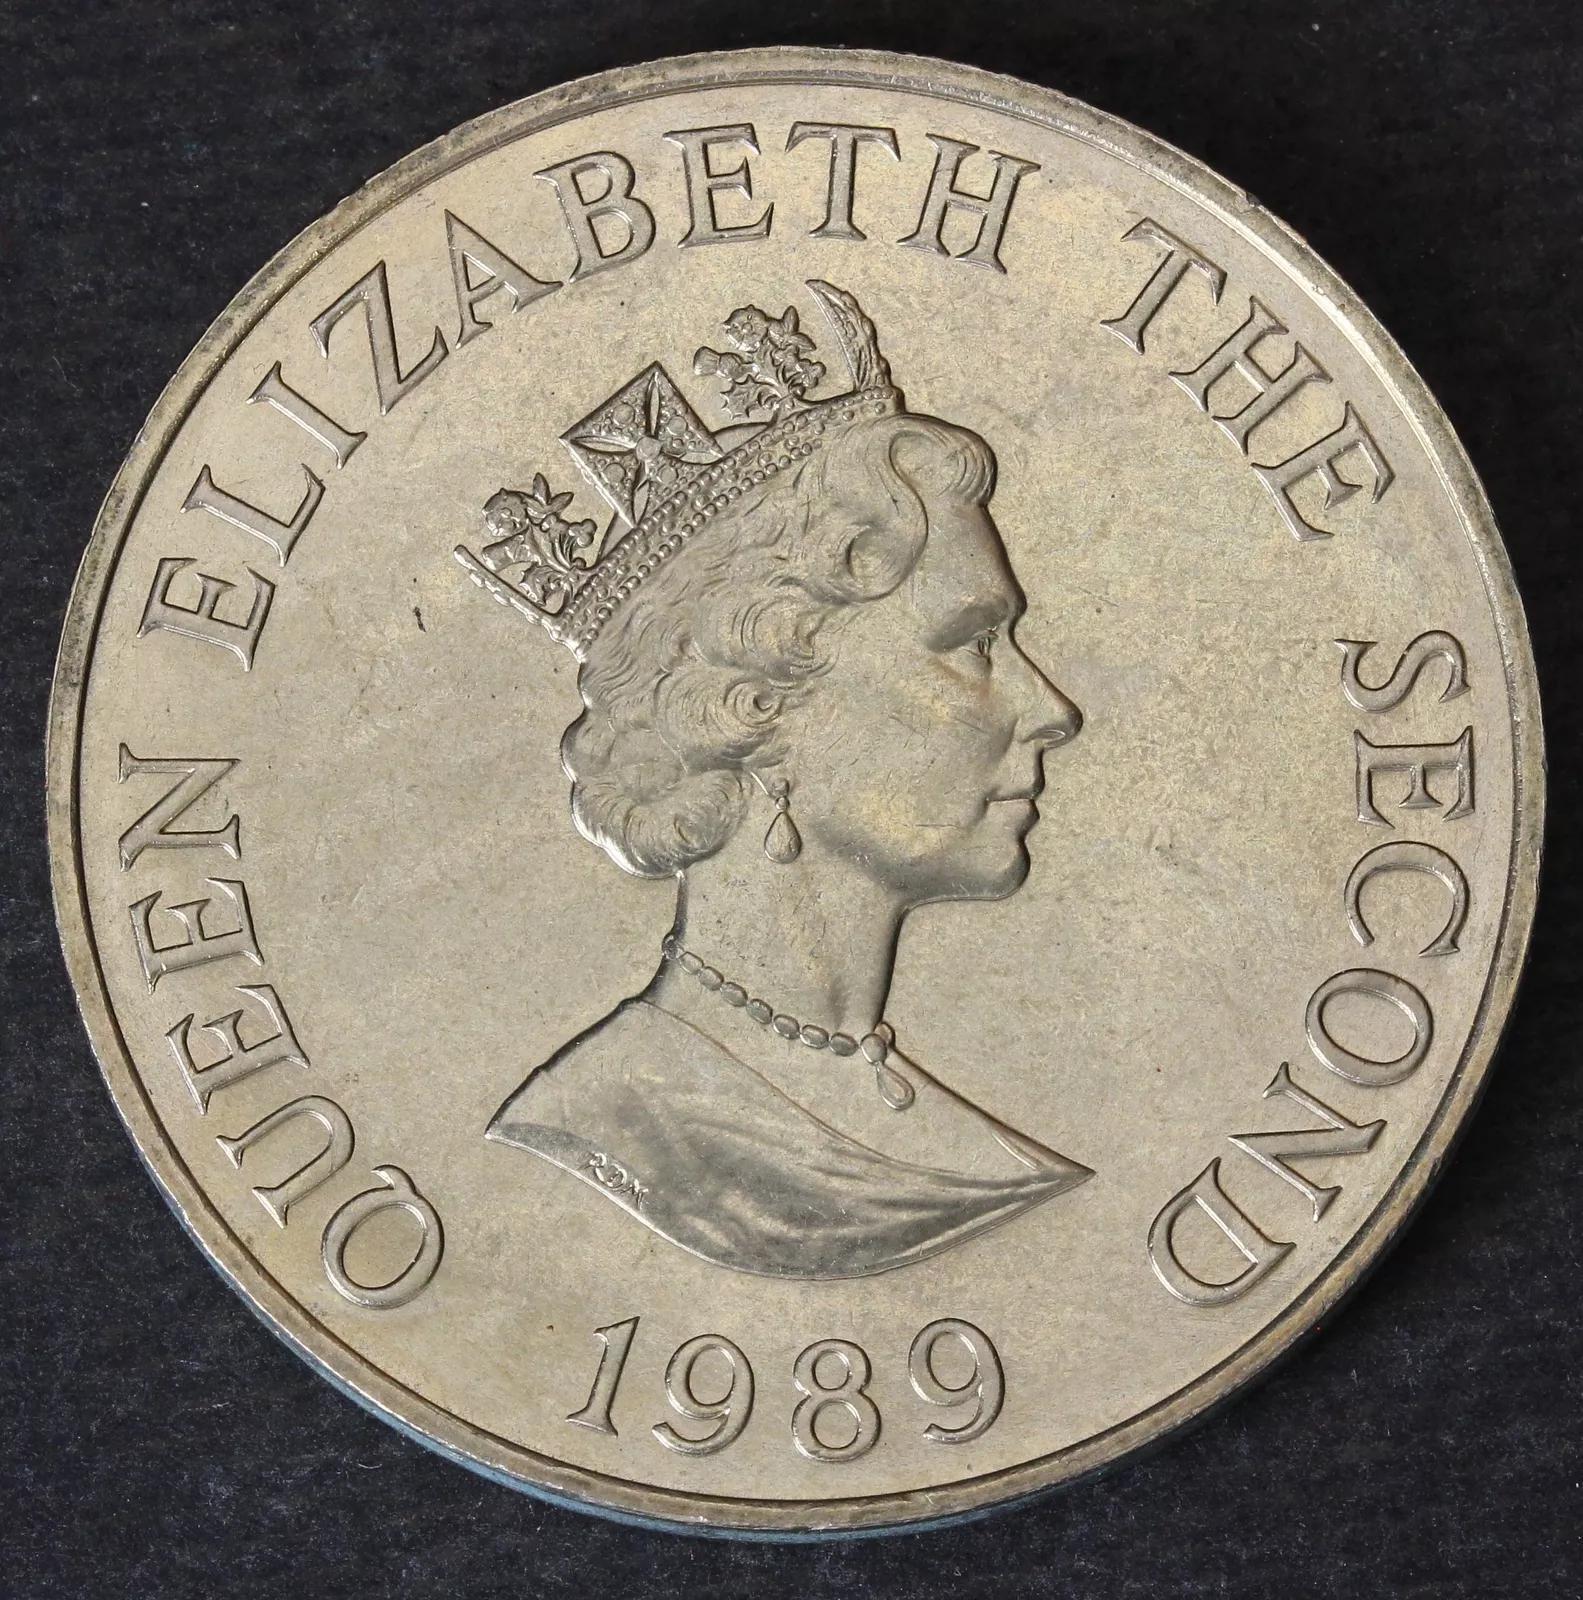 QUEEN ELIZABETH THE SECOND
1989
RDM